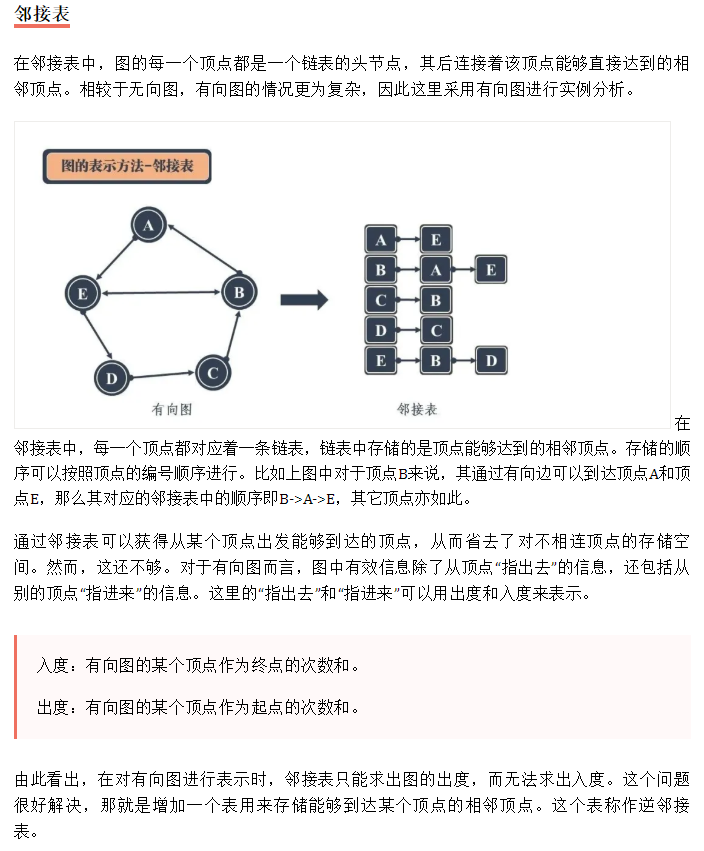 邻接表
在邻接表中，图的每一个顶点都是一个链表的头节点，其后连接着该顶点能够直接达到的相
邻顶点。相较于无向图，有向图的情况更为复杂，因此这里采用有向图进行实例分析。
图的表示方法-邻接表
A
E
B
D
C
有向图
A E
B A E
C B
D C
E B D
邻接表
在
邻接表中，每一个顶点都对应着一条链表，链表中存储的是顶点能够达到的相邻顶点。存储的顺
序可以按照顶点的编号顺序进行。比如上图中对于顶点B来说，其通过有向边可以到达顶点A和顶
点E，那么其对应的邻接表中的顺序即B->A->E，其它顶点亦如此。
通过邻接表可以获得从某个顶点出发能够到达的顶点，从而省去了对不相连顶点的存储空
间。然而，这还不够。对于有向图而言，图中有效信息除了从顶点“指出去”的信息，还包括从
别的顶点“指进来”的信息。这里的“指出去”和“指进来”可以用出度和入度来表示。
入度：有向图的某个顶点作为终点的次数和。
出度：有向图的某个顶点作为起点的次数和。
由此看出，在对有向图进行表示时，邻接表只能求出图的出度，而无法求出入度。这个问题
很好解决，那就是增加一个表用来存储能够到达某个顶点的相邻顶点。这个表称作逆邻接
表。